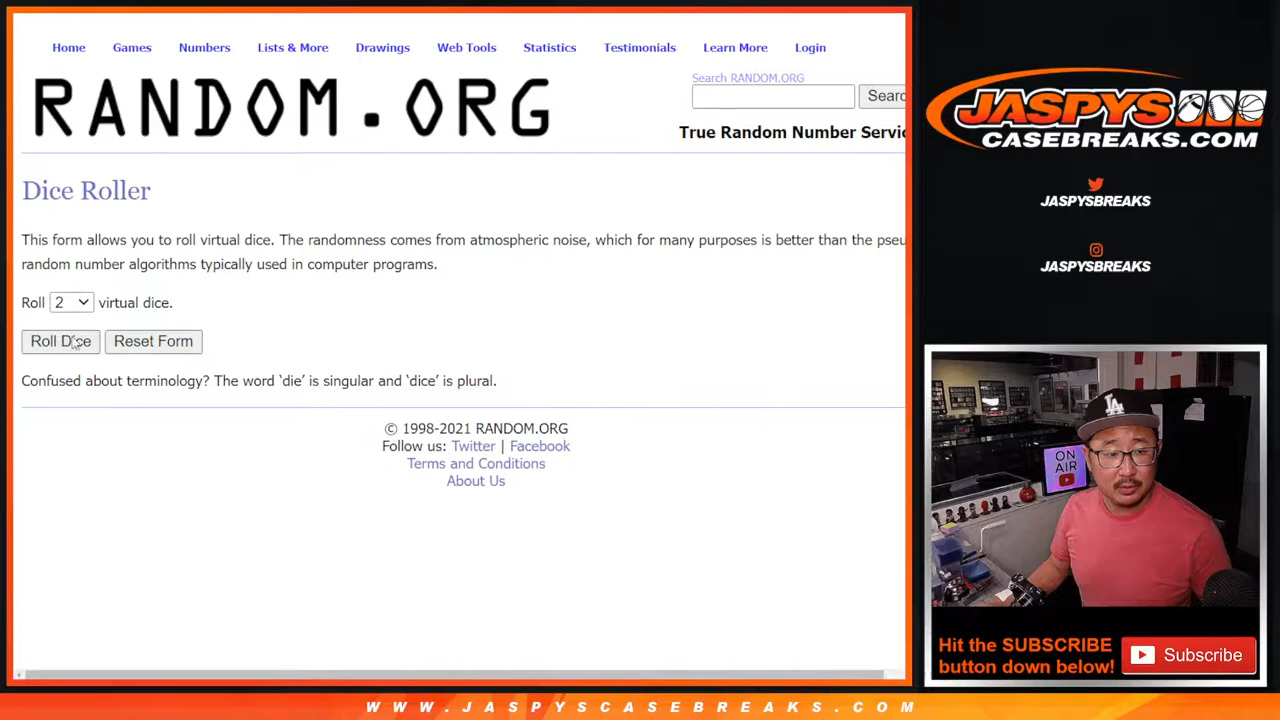 Home Games Numbers Lists & More Drawings Web Tools Statistics Testimonials Learn More Login
RANDOM.ORG
Search RANDOM.ORG
True Random Number Servic
Dice Roller
This form allows you to roll virtual dice. The randomness comes from atmospheric noise, which for many purposes is better than the pseu
random number algorithms typically used in computer programs.
Roll 2 virtual dice.
Roll Dice Reset Form
Confused about terminology? The word ‘die’ is singular and ‘dice’ is plural.
© 1998-2021 RANDOM.ORG
Follow us: Twitter | Facebook
Terms and Conditions
About Us
JASPYS
CASEBREAKS.COM
JASPYSBREAKS
JASPYSBREAKS
LA
ON
AIR
Hit the SUBSCRIBE
button down below!
Subscribe
WWW.JASPYSCASEBREAKS.COM